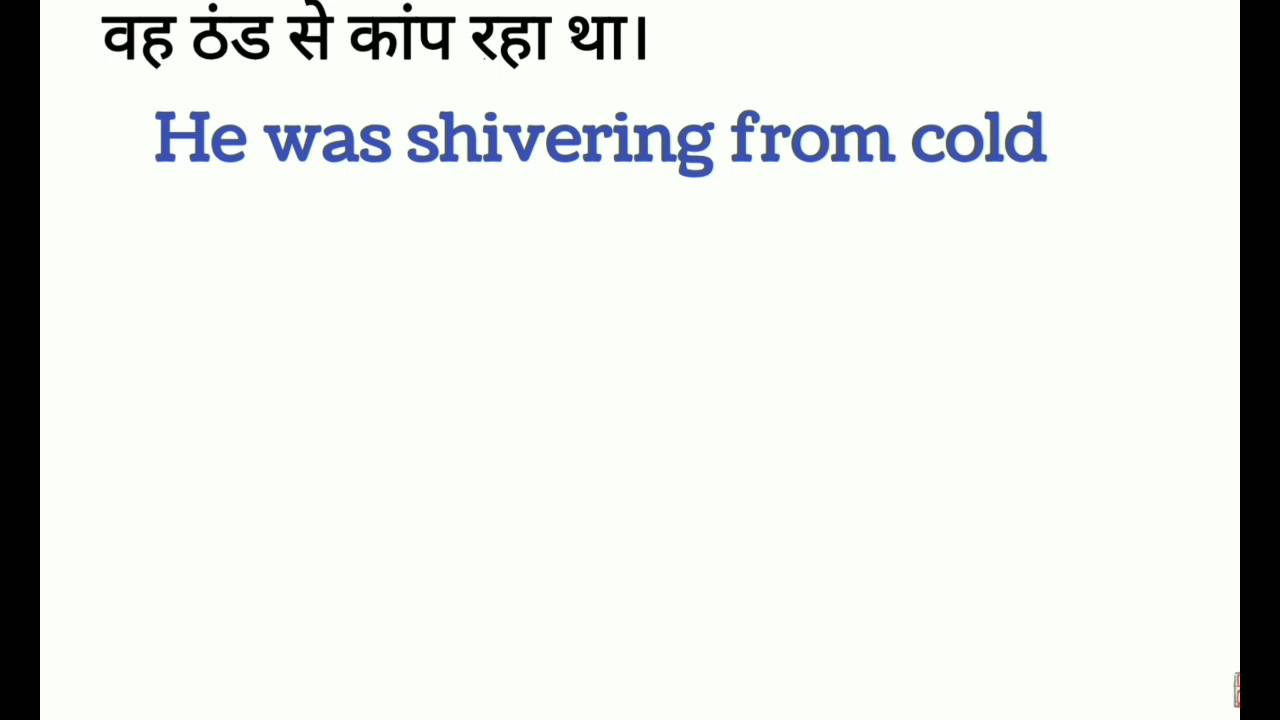 वह ठंड से कांप रहा था।
He was shivering from cold